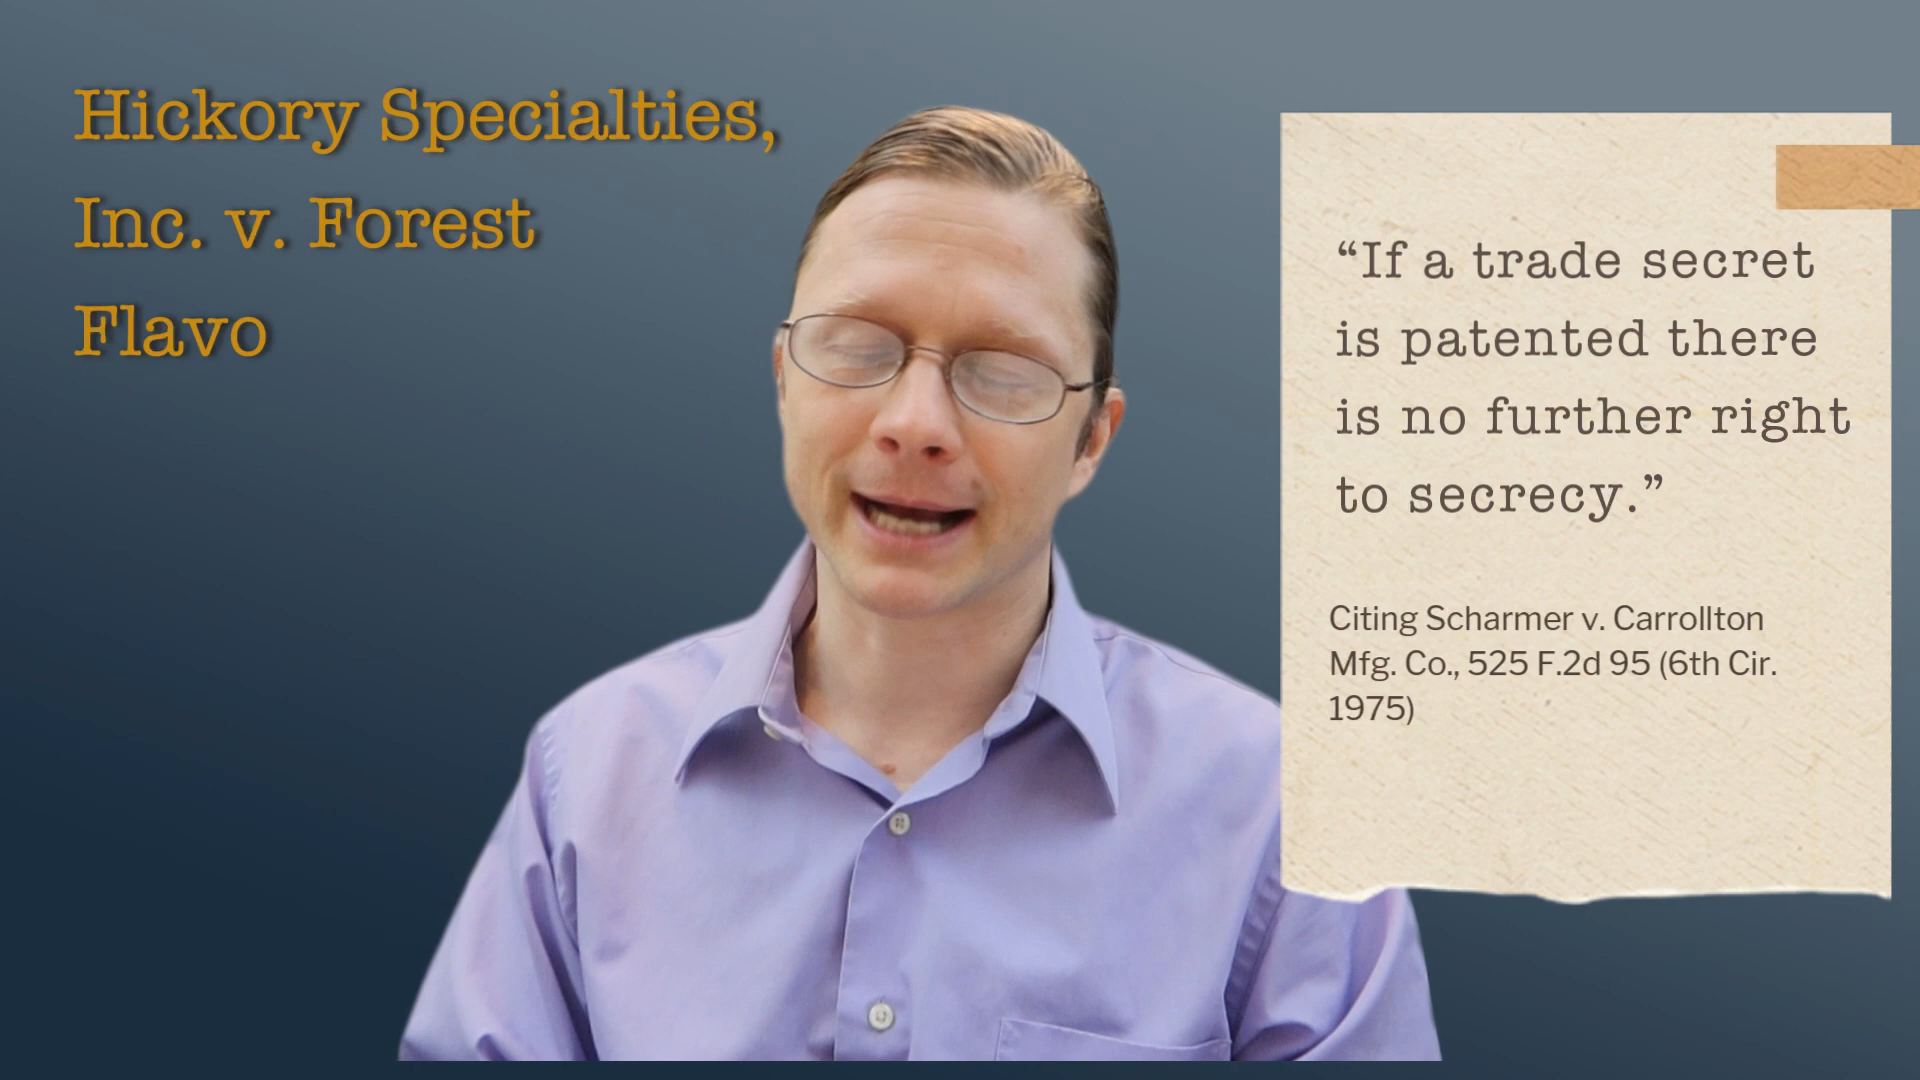 Hickory Specialties,
Inc. v. Forest
Flavo
“If a trade secret
is patented there
is no further right
to secrecy.”
Citing Scharmer v. Carrollton
Mfg. Co., 525 F.2d 95 (6th Cir.
1975)